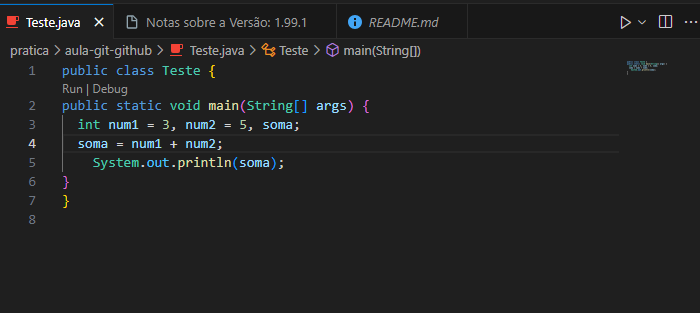 Teste.java × Notas sobre a Versão: 1.99.1 README.md
pratica > aula-git-github > Teste.java > Teste > main(String[])
1 public class Teste {
Run | Debug
2 public static void main(String[] args) {
3 int num1 = 3, num2 = 5, soma;
4 soma = num1 + num2;
5 System.out.println(soma);
6 }
7 }
8